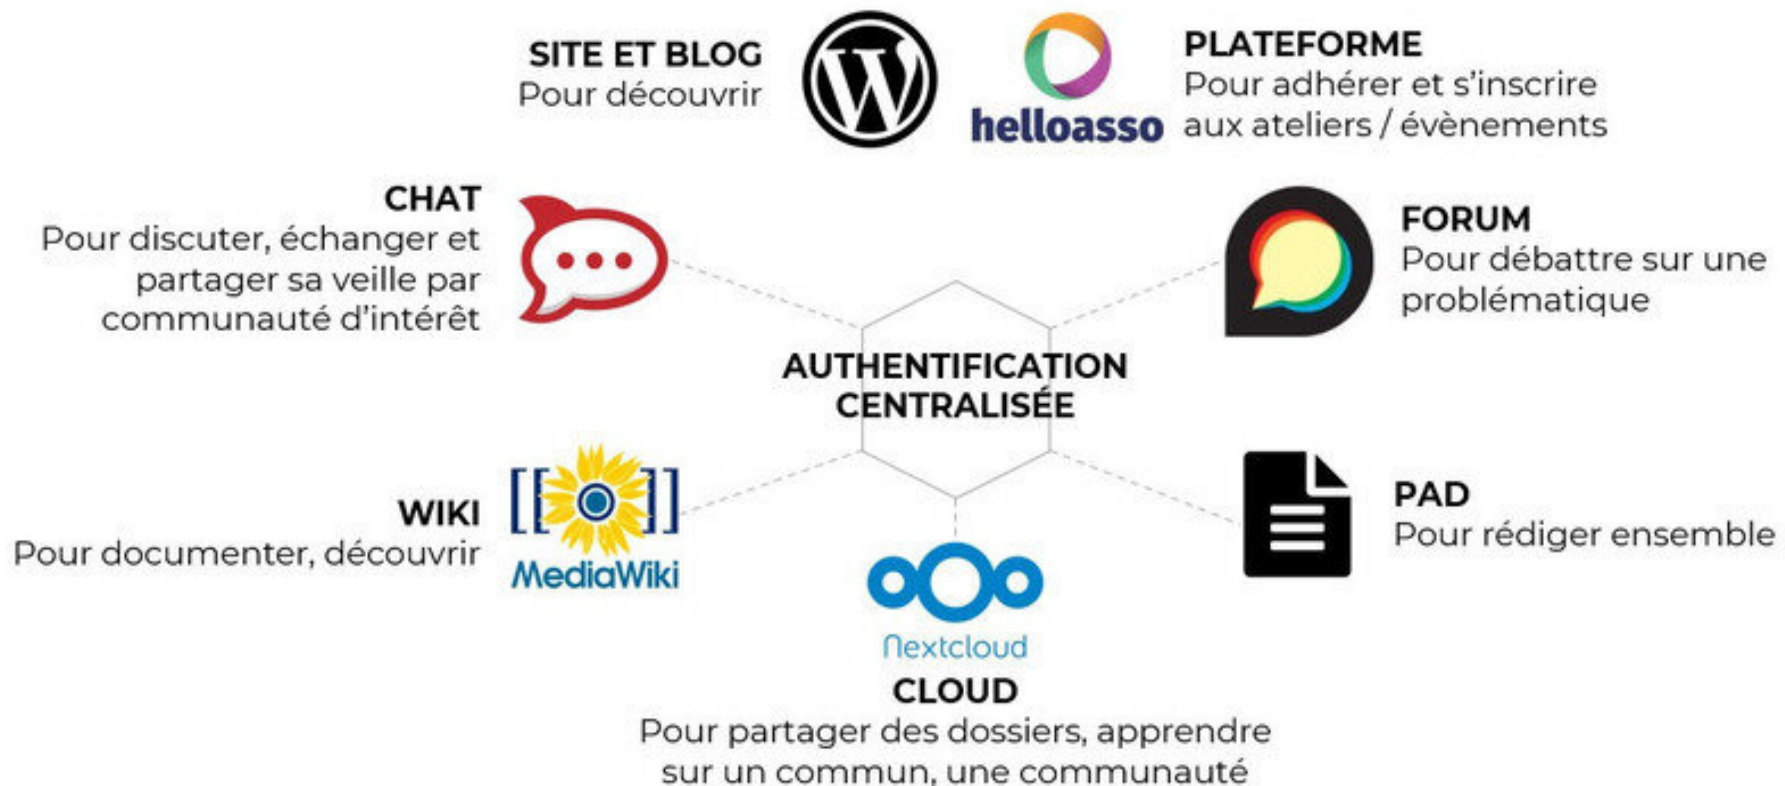 SITE ET BLOG
Pour découvrir
helloasso
PLATEFORME
Pour adhérer et s'inscrire
aux ateliers / évènements
CHAT
Pour discuter, échanger et
partager sa veille par
communauté d'intérêt
FORUM
Pour débattre sur une
problématique
AUTHENTIFICATION
CENTRALISÉE
WIKI
Pour documenter, découvrir
[[ ]]
MediaWiki
PAD
Pour rédiger ensemble
Nextcloud
CLOUD
Pour partager des dossiers, apprendre
sur un commun, une communauté